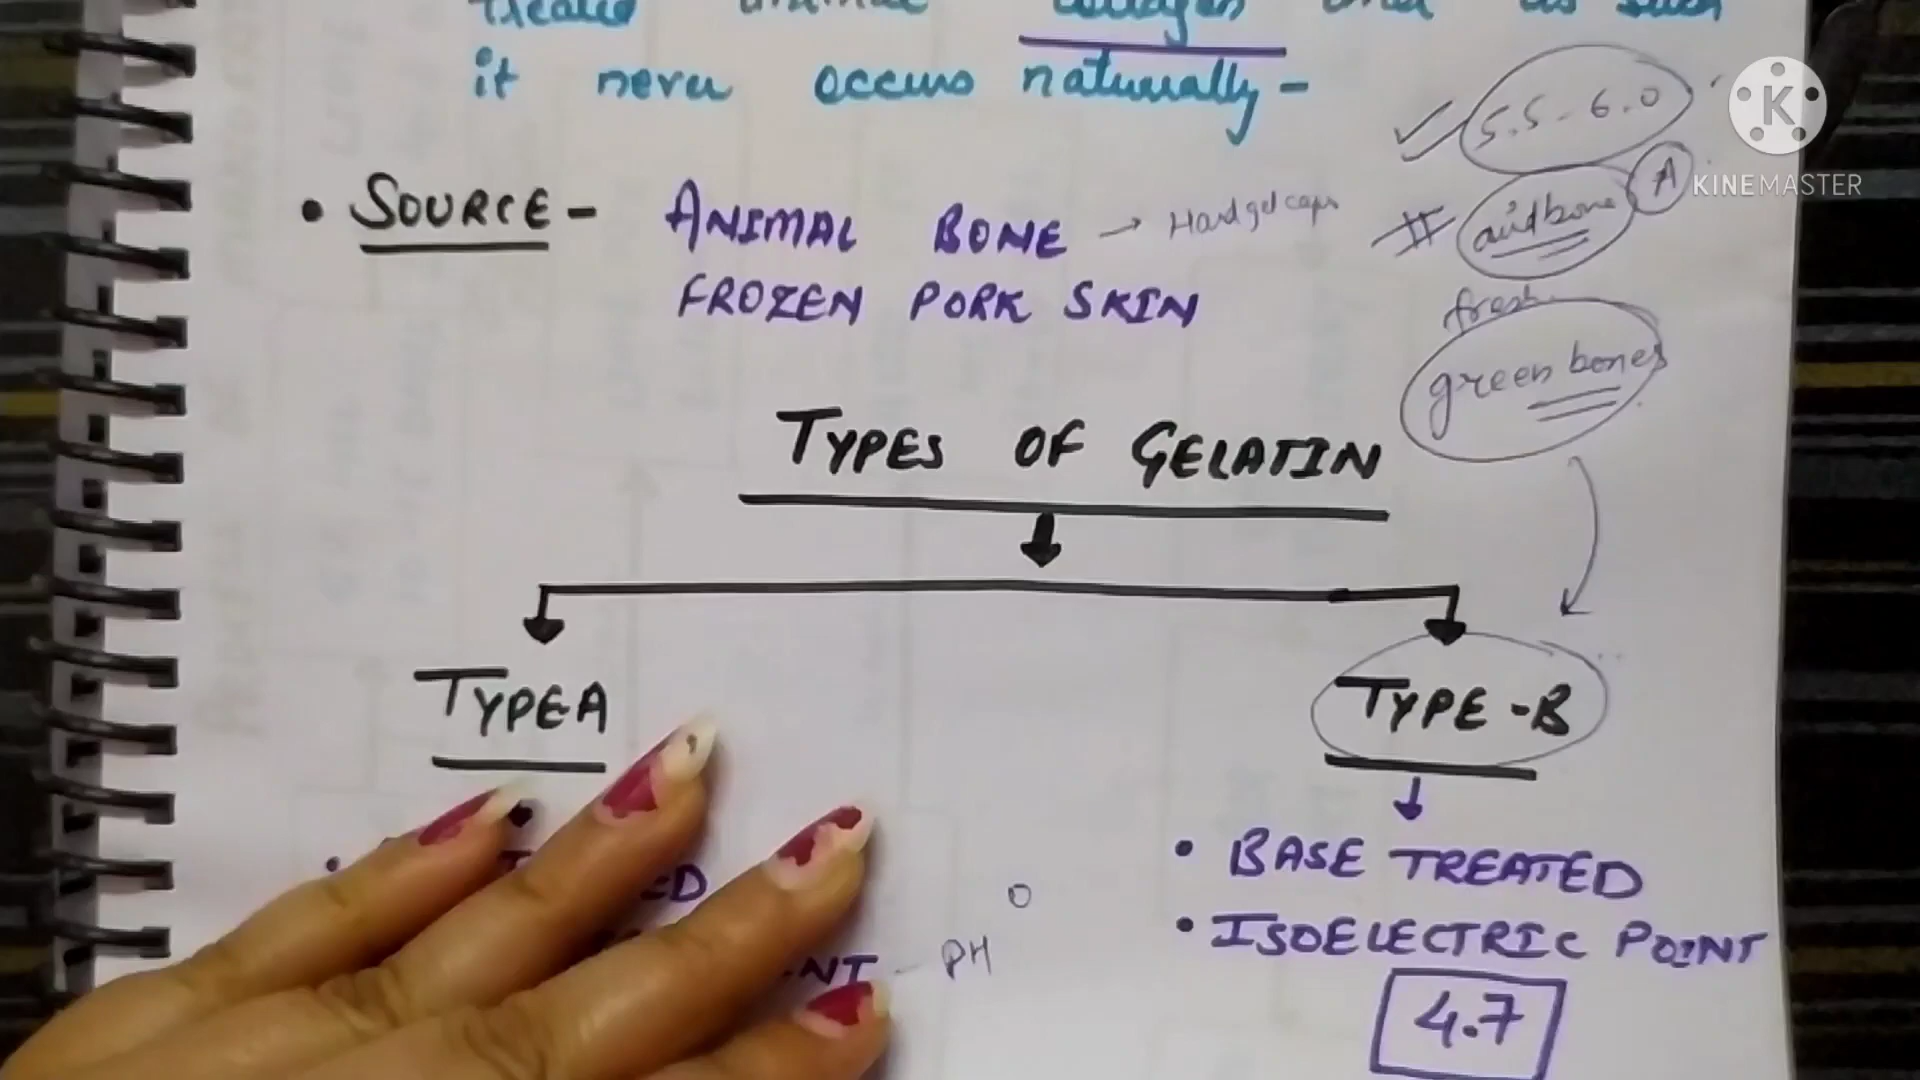 it never occurs naturally -
5.5 - 6.0
KINEMASTER
A
• SOURCE - ANIMAL BONE → Hard gel caps
acid bone
FROZEN PORK SKIN
fresh
green bones
TYPES OF GELATIN
TYPE-A
TYPE - B
• BASE TREATED
• ISOELECTRIC POINT
PH
4.7